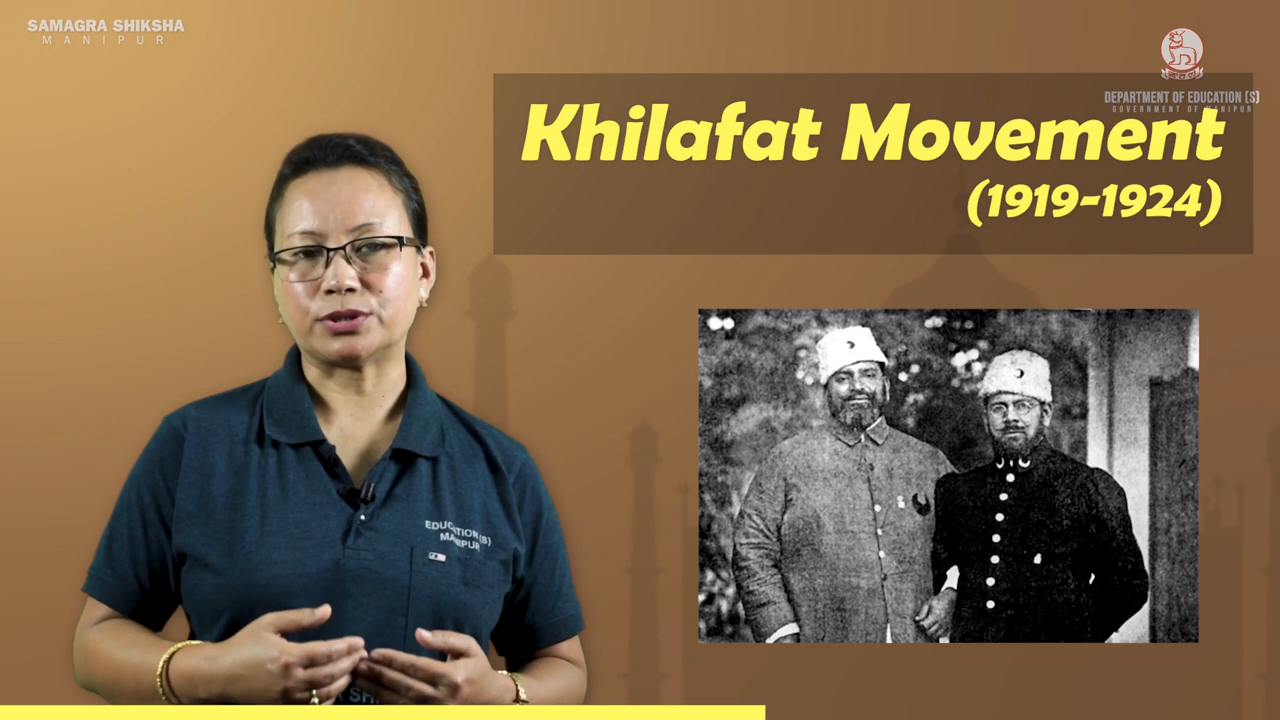 SAMAGRA SHIKSHA
MANIPUR
DEPARTMENT OF EDUCATION (S)
GOVERNMENT OF MANIPUR
Khilafat Movement
(1919-1924)
EDUCATION (S)
MANIPUR